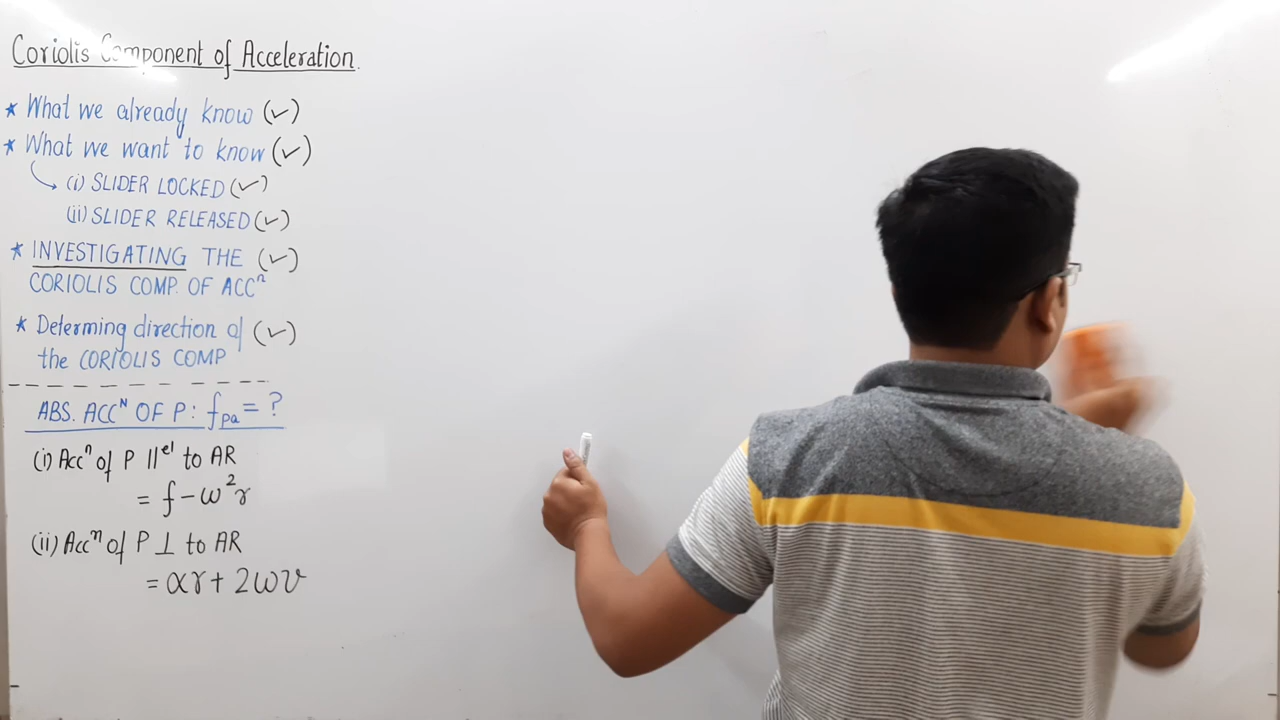 Coriolis Component of Acceleration.
* What we already know (✓)
* What we want to know (✓)
↳ (i) SLIDER LOCKED (✓)
(ii) SLIDER RELEASED (✓)
* INVESTIGATING THE (✓)
CORIOLIS COMP. OF ACCⁿ
* Determing direction of (✓)
the CORIOLIS COMP
ABS. ACCᴺ OF P: f_pa = ?
(i) Accⁿ of P ||ᵉˡ to AR
= f - ω²r
(ii) Accⁿ of P ⊥ to AR
= αr + 2ωv